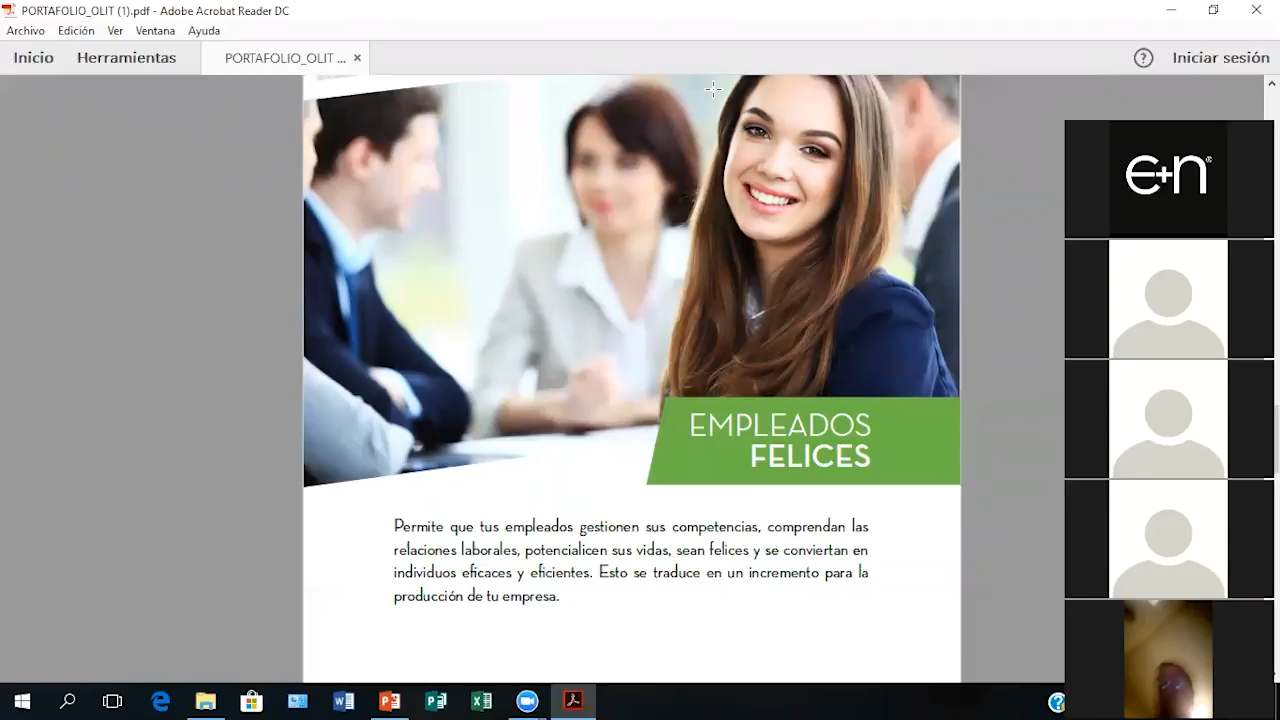 PORTAFOLIO_OLIT (1).pdf - Adobe Acrobat Reader DC
Archivo Edición Ver Ventana Ayuda
Inicio Herramientas PORTAFOLIO_OLIT ... Iniciar sesión
e+n
EMPLEADOS
FELICES
Permite que tus empleados gestionen sus competencias, comprendan las
relaciones laborales, potencialicen sus vidas, sean felices y se conviertan en
individuos eficaces y eficientes. Esto se traduce en un incremento para la
producción de tu empresa.